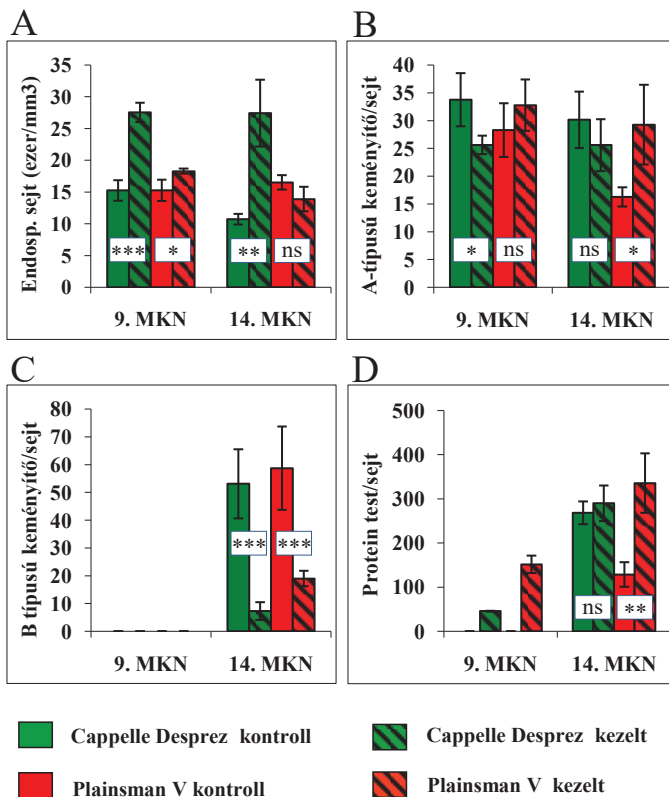 A
Endosp. sejt (ezer/mm3)
35
30
25
20
15
10
5
0
***
*
**
ns
9. MKN
14. MKN
B
A-típusú keményítő/sejt
40
35
30
25
20
15
10
5
0
*
ns
ns
*
9. MKN
14. MKN
C
B típusú keményítő/sejt
80
70
60
50
40
30
20
10
0
***
***
9. MKN
14. MKN
D
Protein test/sejt
500
400
300
200
100
0
ns
**
9. MKN
14. MKN
Cappelle Desprez kontroll
Cappelle Desprez kezelt
Plainsman V kontroll
Plainsman V kezelt